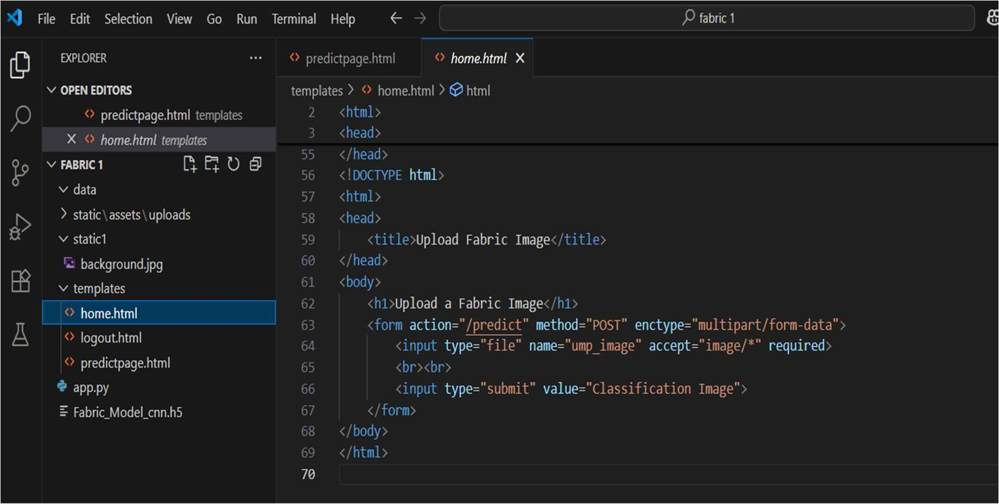 File Edit Selection View Go Run Terminal Help
fabric 1
EXPLORER
OPEN EDITORS
predictpage.html templates
home.html templates
FABRIC 1
data
static\assets\uploads
static1
background.jpg
templates
home.html
logout.html
predictpage.html
app.py
Fabric_Model_cnn.h5
predictpage.html
home.html
templates > home.html > html
2 <html>
3 <head>
55 </head>
56 <!DOCTYPE html>
57 <html>
58 <head>
59 <title>Upload Fabric Image</title>
60 </head>
61 <body>
62 <h1>Upload a Fabric Image</h1>
63 <form action="/predict" method="POST" enctype="multipart/form-data">
64 <input type="file" name="ump_image" accept="image/*" required>
65 <br><br>
66 <input type="submit" value="Classification Image">
67 </form>
68 </body>
69 </html>
70